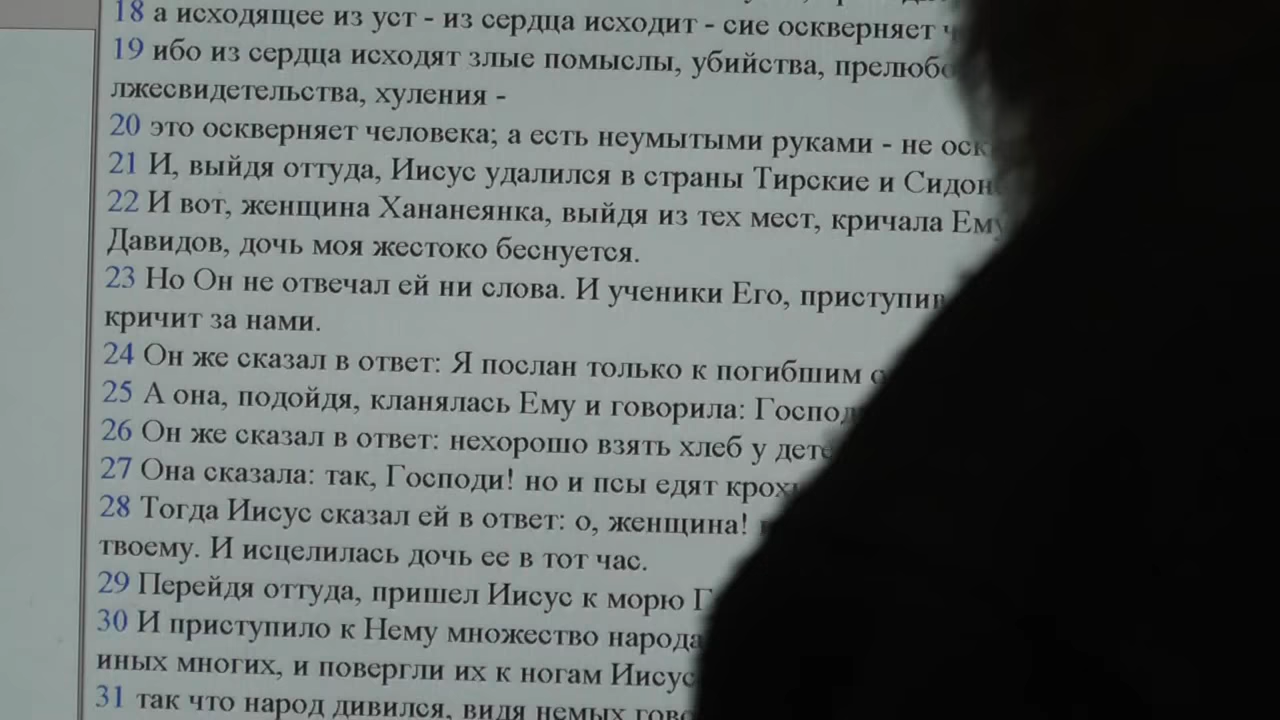 18 а исходящее из уст - из сердца исходит - сие оскверняет
19 ибо из сердца исходят злые помыслы, убийства,
лжесвидетельства, хуления -
20 это оскверняет человека; а есть неумытыми руками - не
21 И, выйдя оттуда, Иисус удалился в страны Тирские и
22 И вот, женщина Хананеянка, выйдя из тех мест, кричала Ему
Давидов, дочь моя жестоко беснуется.
23 Но Он не отвечал ей ни слова. И ученики Его,
кричит за нами.
24 Он же сказал в ответ: Я послан только к погибшим
25 А она, подойдя, кланялась Ему и говорила:
26 Он же сказал в ответ: нехорошо взять хлеб у
27 Она сказала: так, Господи! но и псы едят
28 Тогда Иисус сказал ей в ответ: о, женщина!
твоему. И исцелилась дочь ее в тот час.
29 Перейдя оттуда, пришел Иисус к морю
30 И приступило к Нему множество народа
иных многих, и повергли их к ногам
31 так что народ дивился, видя немых